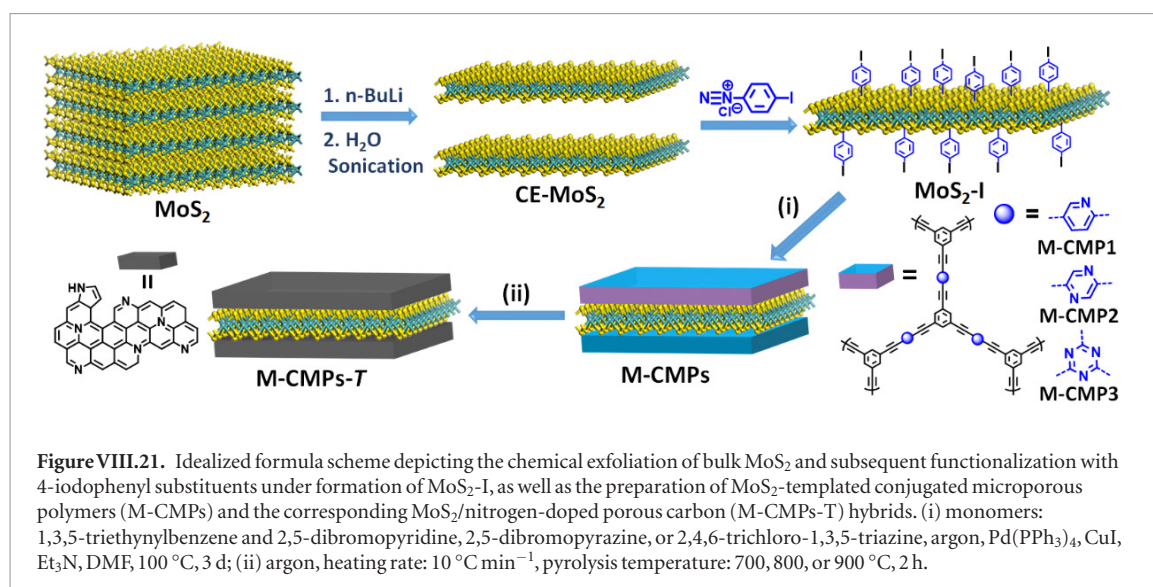 1. n-BuLi
2. H₂O
Sonication
MoS₂
CE-MoS₂
N≡N⁺
Cl⁻
I
I I I I I I
I I I I I
MoS₂-I
(i)
= N
M-CMP1
N
N
M-CMP2
N N
N
M-CMP3
=
M-CMPs
(ii)
M-CMPs-T
=
HN N
N N
N N N
Figure VIII.21. Idealized formula scheme depicting the chemical exfoliation of bulk MoS₂ and subsequent functionalization with
4-iodophenyl substituents under formation of MoS₂-I, as well as the preparation of MoS₂-templated conjugated microporous
polymers (M-CMPs) and the corresponding MoS₂/nitrogen-doped porous carbon (M-CMPs-T) hybrids. (i) monomers:
1,3,5-triethynylbenzene and 2,5-dibromopyridine, 2,5-dibromopyrazine, or 2,4,6-trichloro-1,3,5-triazine, argon, Pd(PPh₃)₄, CuI,
Et₃N, DMF, 100 °C, 3 d; (ii) argon, heating rate: 10 °C min⁻¹, pyrolysis temperature: 700, 800, or 900 °C, 2 h.